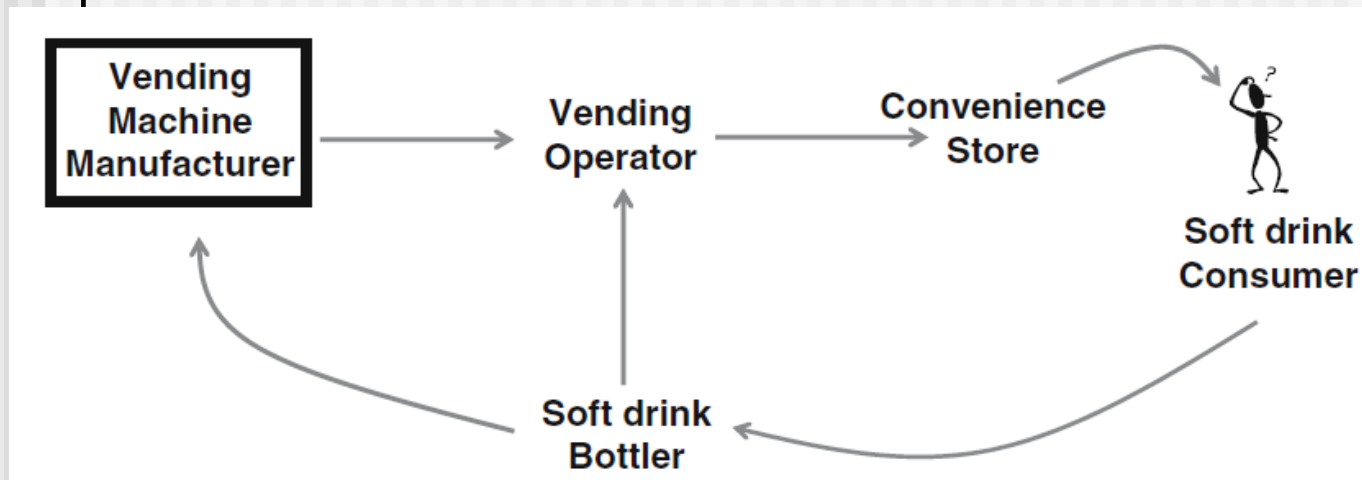 Vending
Machine
Manufacturer
Vending
Operator
Convenience
Store
?
Soft drink
Consumer
Soft drink
Bottler